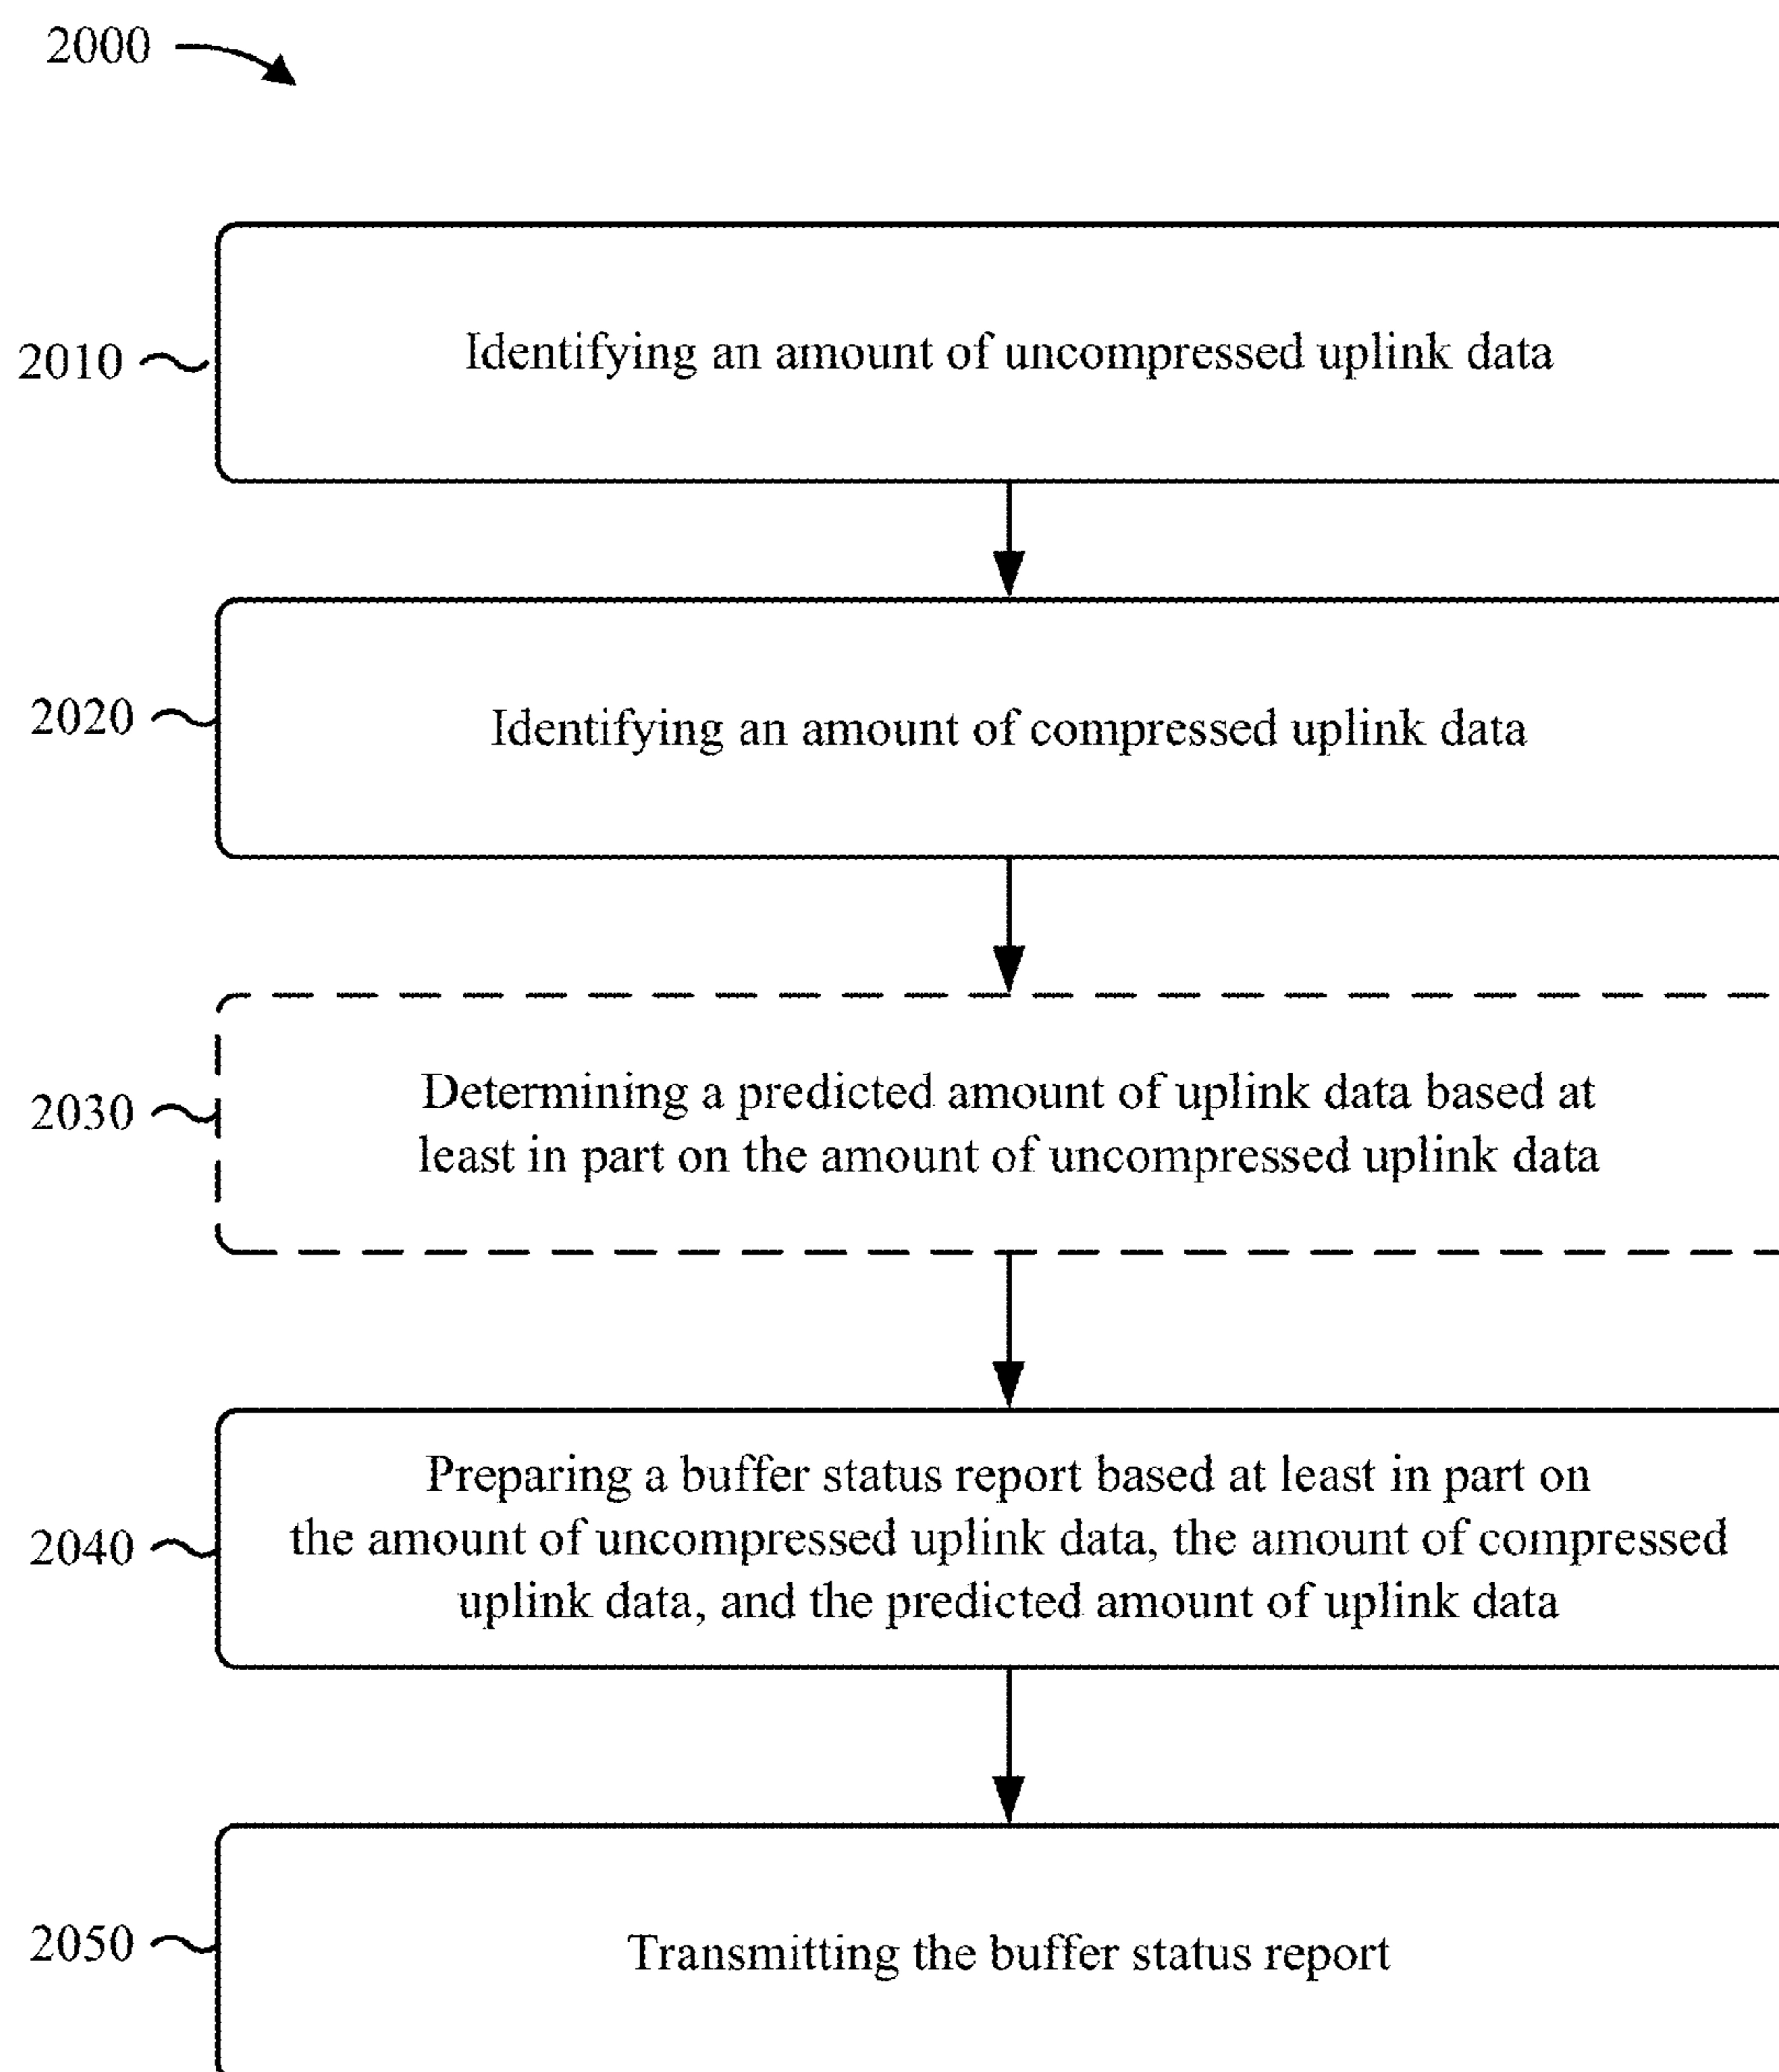 2000
2010
Identifying an amount of uncompressed uplink data
2020
Identifying an amount of compressed uplink data
2030
Determining a predicted amount of uplink data based at
least in part on the amount of uncompressed uplink data
2040
Preparing a buffer status report based at least in part on
the amount of uncompressed uplink data, the amount of compressed
uplink data, and the predicted amount of uplink data
2050
Transmitting the buffer status report